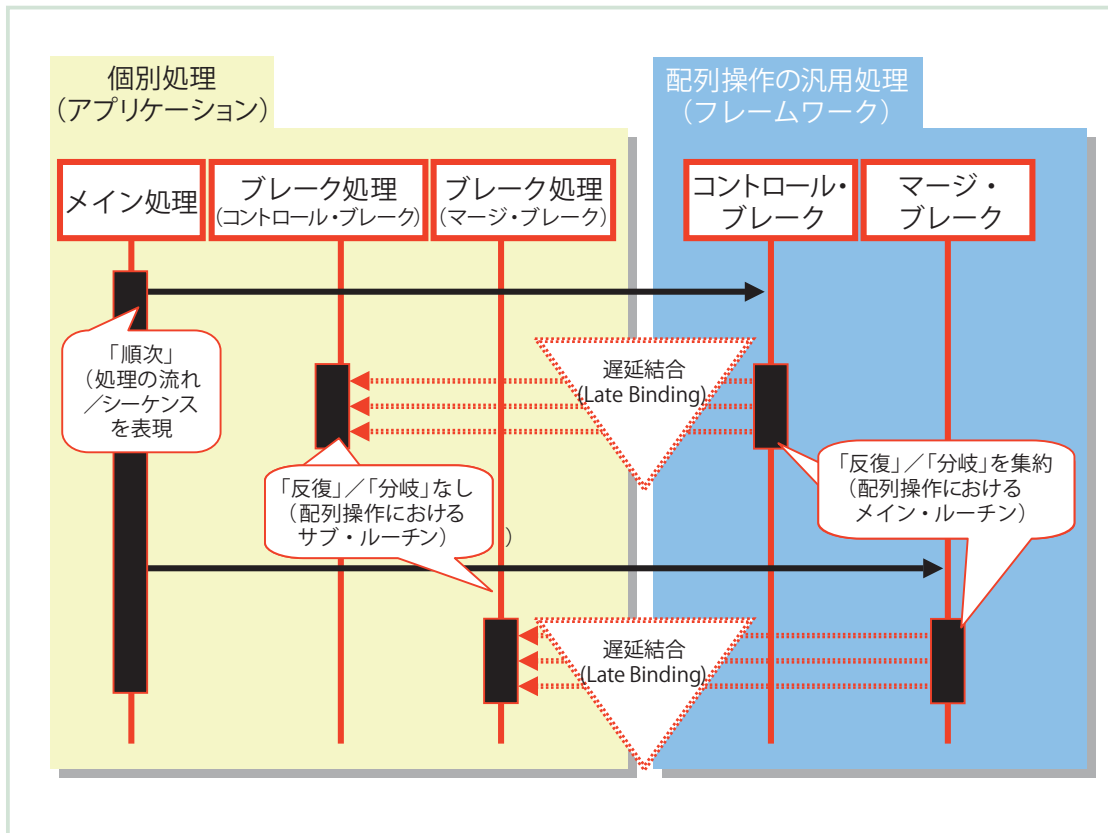 個別処理
(アプリケーション)
配列操作の汎用処理
(フレームワーク)
メイン処理
ブレーク処理
(コントロール・ブレーク)
ブレーク処理
(マージ・ブレーク)
コントロール・
ブレーク
マージ・
ブレーク
「順次」
(処理の流れ
/シーケンス
を表現
遅延結合
(Late Binding)
「反復」/「分岐」なし
(配列操作における
サブ・ルーチン)
)
「反復」/「分岐」を集約
(配列操作における
メイン・ルーチン)
遅延結合
(Late Binding)